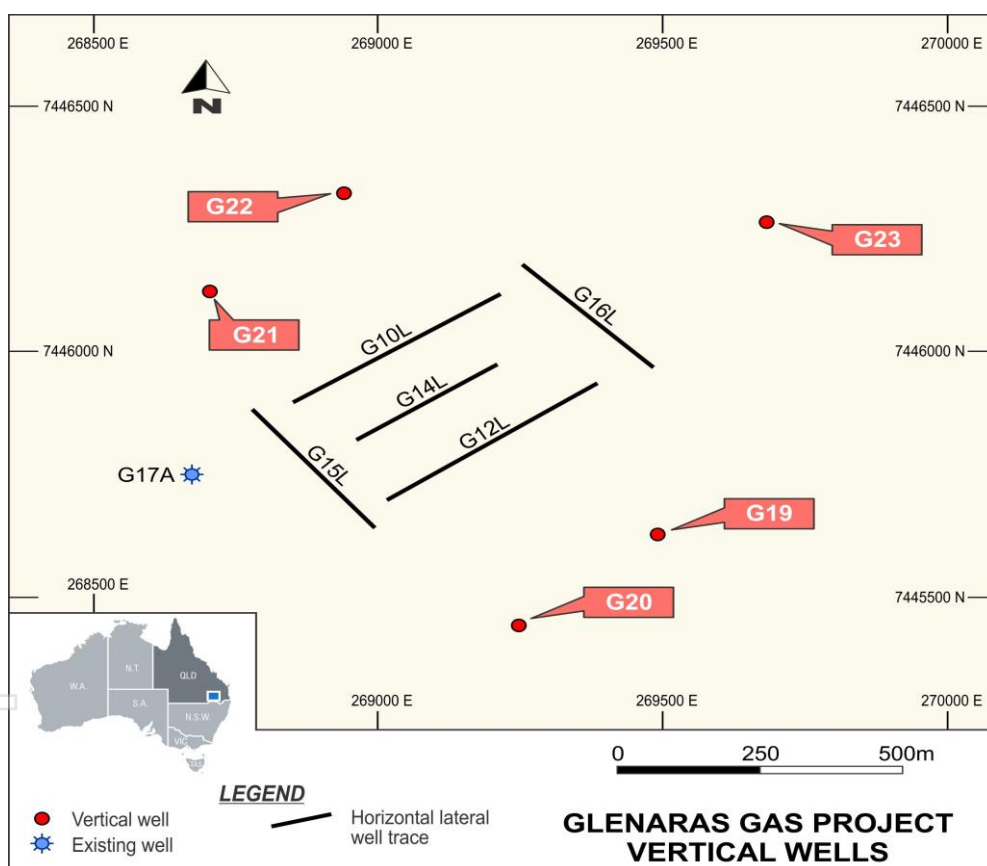 268500 E
269000 E
269500 E
270000 E
7446500 N
7446500 N
N
G22
G23
G21
G16L
G10L
7446000 N
7446000 N
G14L
G12L
G15L
G17A
G19
268500 E
G20
7445500 N
W.A.
N.T.
QLD
S.A.
N.S.W.
VIC
269000 E
269500 E
270000 E
0 250 500m
LEGEND
Vertical well
Existing well
Horizontal lateral
well trace
GLENARAS GAS PROJECT
VERTICAL WELLS